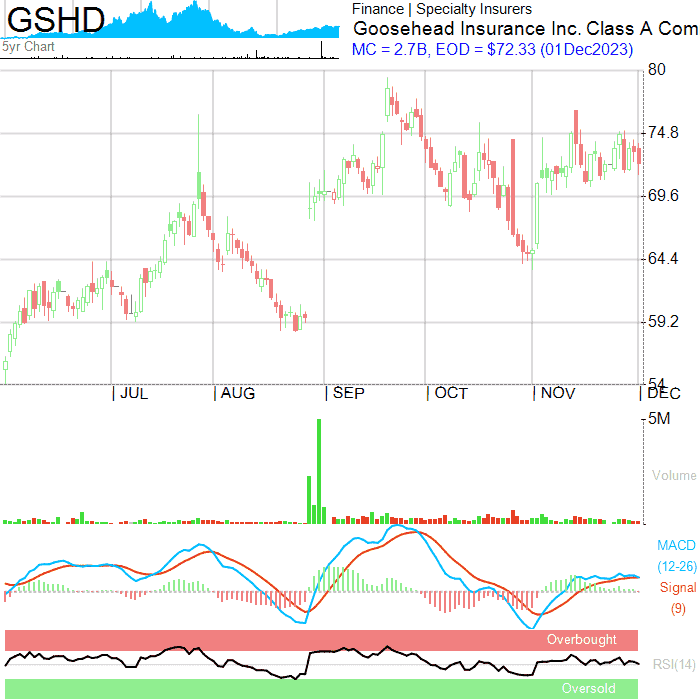 GSHD
5yr Chart
Finance | Specialty Insurers
Goosehead Insurance Inc. Class A Com
MC = 2.7B, EOD = $72.33 (01Dec2023)
80
74.8
69.6
64.4
59.2
54
JUL AUG SEP OCT NOV DEC
5M
Volume
MACD
(12-26)
Signal
(9)
Overbought
RSI(14)
Oversold